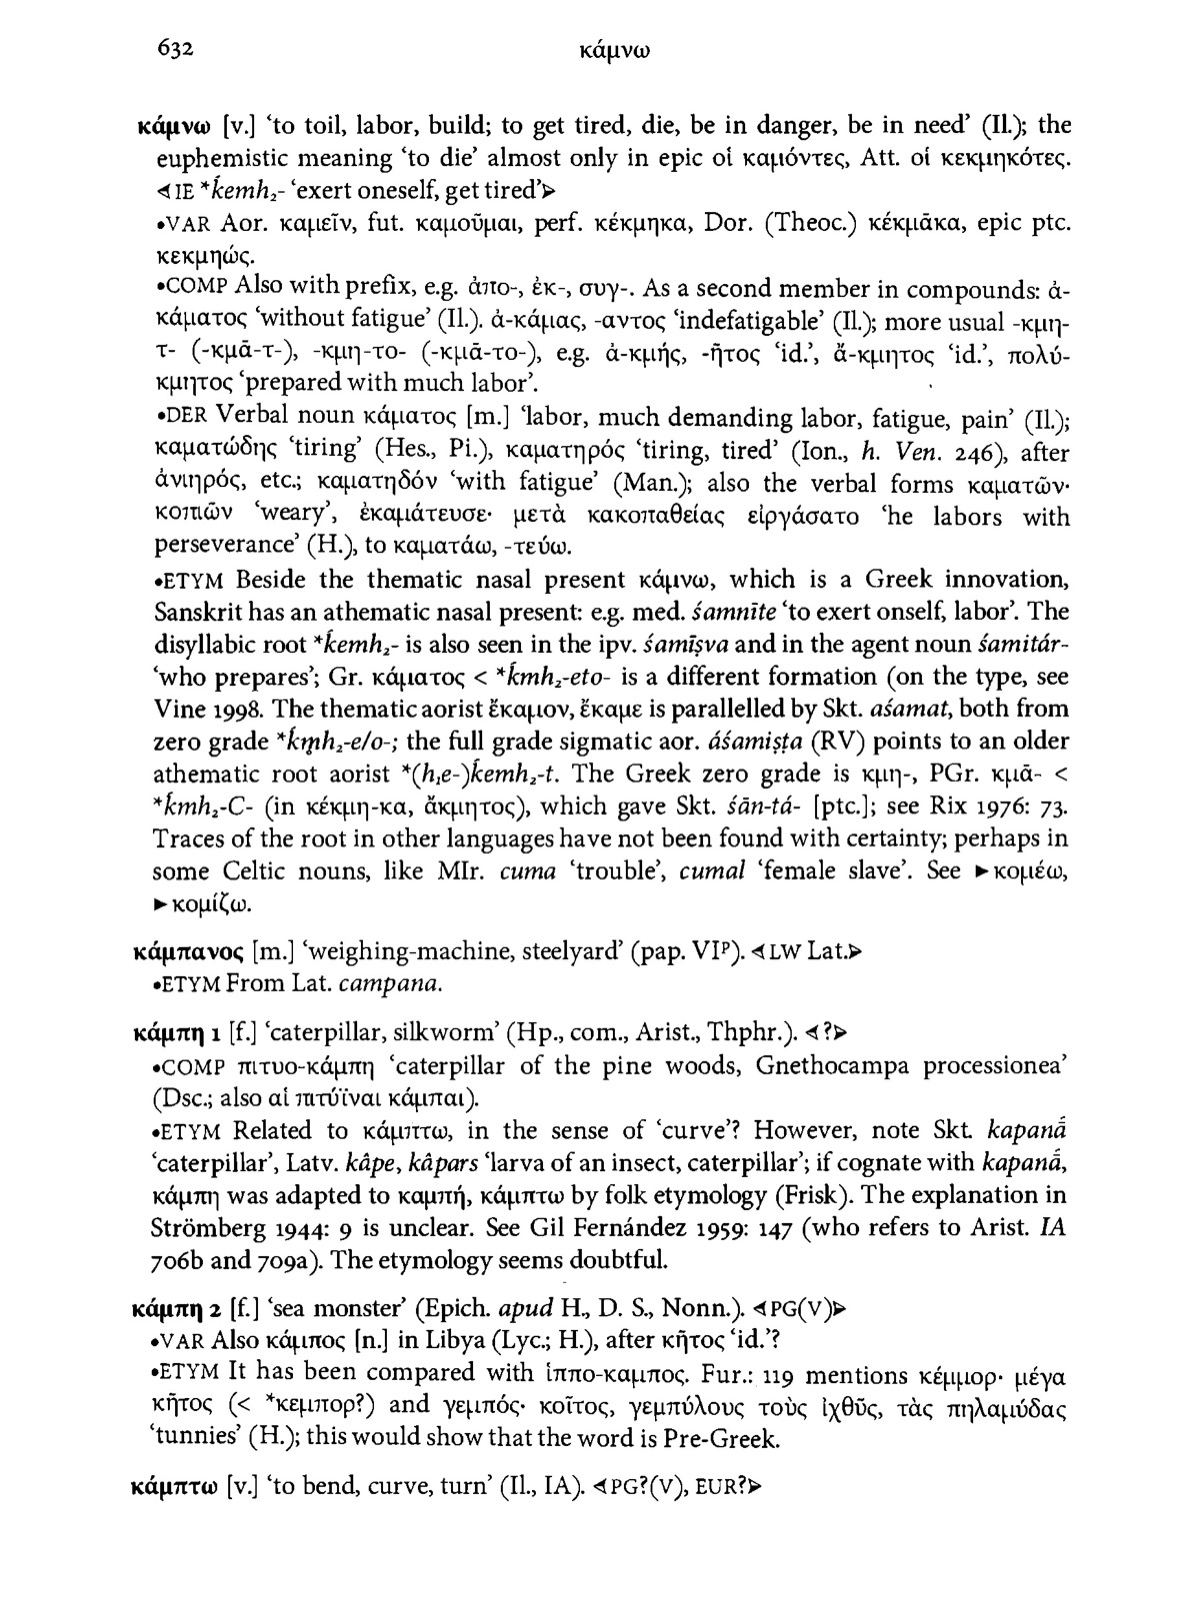 632
κάμνω
κάμνω [v.] ‘to toil, labor, build; to get tired, die, be in danger, be in need’ (Il.); the
euphemistic meaning ‘to die’ almost only in epic οἱ καμόντες, Att. οἱ κεκμηκότες.
⊲IE *ḱemh₂- ‘exert oneself, get tired’⊳
•VAR Aor. καμεῖν, fut. καμοῦμαι, perf. κέκμηκα, Dor. (Theoc.) κέκμᾱκα, epic ptc.
κεκμηώς.
•COMP Also with prefix, e.g. ἀπο-, ἐκ-, συγ-. As a second member in compounds: ἀ-
κάματος ‘without fatigue’ (Il.). ἀ-κάμας, -αντος ‘indefatigable’ (Il.); more usual -κμη-
τ- (-κμᾱ-τ-), -κμη-το- (-κμᾱ-το-), e.g. ἀ-κμής, -ῆτος ‘id.’, ἄ-κμητος ‘id.’, πολύ-
κμητος ‘prepared with much labor’.
•DER Verbal noun κάματος [m.] ‘labor, much demanding labor, fatigue, pain’ (Il.);
καματώδης ‘tiring’ (Hes., Pi.), καματηρός ‘tiring, tired’ (Ion., h. Ven. 246), after
ἀνιηρός, etc.; καματηδόν ‘with fatigue’ (Man.); also the verbal forms καματῶν·
κοπιῶν ‘weary’, ἐκαμάτευσε· μετὰ κακοπαθείας εἰργάσατο ‘he labors with
perseverance’ (H.), to καματάω, -τεύω.
•ETYM Beside the thematic nasal present κάμνω, which is a Greek innovation,
Sanskrit has an athematic nasal present: e.g. med. śamnīte ‘to exert onself, labor’. The
disyllabic root *ḱemh₂- is also seen in the ipv. śamīṣva and in the agent noun śamitár-
‘who prepares’; Gr. κάματος < *ḱmh₂-eto- is a different formation (on the type, see
Vine 1998. The thematic aorist ἔκαμον, ἔκαμε is parallelled by Skt. aśamat, both from
zero grade *ḱm̥h₂-e/o-; the full grade sigmatic aor. áśamiṣṭa (RV) points to an older
athematic root aorist *(h₁e-)ḱemh₂-t. The Greek zero grade is κμη-, PGr. κμᾱ- <
*ḱmh₂-C- (in κέκμη-κα, ἄκμητος), which gave Skt. śān-tá- [ptc.]; see Rix 1976: 73.
Traces of the root in other languages have not been found with certainty; perhaps in
some Celtic nouns, like MIr. cuma ‘trouble’, cumal ‘female slave’. See ►κομέω,
►κομίζω.
κάμπανος [m.] ‘weighing-machine, steelyard’ (pap. VIᵖ). ⊲LW Lat.⊳
•ETYM From Lat. campana.
κάμπη 1 [f.] ‘caterpillar, silkworm’ (Hp., com., Arist., Thphr.). ⊲?⊳
•COMP πιτυο-κάμπη ‘caterpillar of the pine woods, Gnethocampa processionea’
(Dsc.; also αἱ πιτύϊναι κάμπαι).
•ETYM Related to κάμπτω, in the sense of ‘curve’? However, note Skt. kapanā́
‘caterpillar’, Latv. kâpe, kâpars ‘larva of an insect, caterpillar’; if cognate with kapanā́,
κάμπη was adapted to καμπή, κάμπτω by folk etymology (Frisk). The explanation in
Strömberg 1944: 9 is unclear. See Gil Fernández 1959: 147 (who refers to Arist. IA
706b and 709a). The etymology seems doubtful.
κάμπη 2 [f.] ‘sea monster’ (Epich. apud H., D. S., Nonn.). ⊲PG(V)⊳
•VAR Also κάμπος [n.] in Libya (Lyc.; H.), after κῆτος ‘id.’?
•ETYM It has been compared with ἱππο-καμπος. Fur.: 119 mentions κέμμορ· μέγα
κῆτος (< *κεμπορ?) and γεμπός· κοῖτος, γεμπύλους τοὺς ἰχθῦς, τὰς πηλαμύδας
‘tunnies’ (H.); this would show that the word is Pre-Greek.
κάμπτω [v.] ‘to bend, curve, turn’ (Il., IA). ⊲PG?(V), EUR?⊳